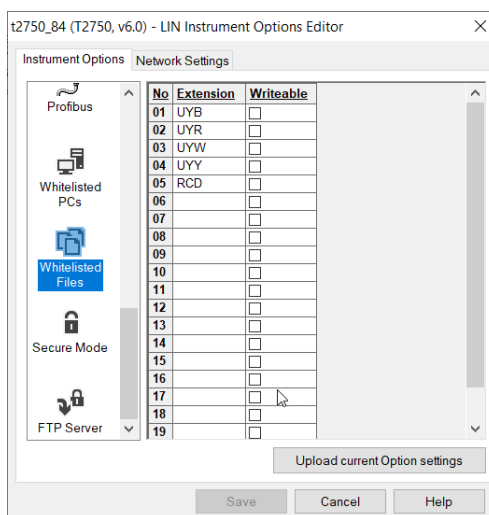 t2750_84 (T2750, v6.0) - LIN Instrument Options Editor
Instrument Options Network Settings
Profibus
Whitelisted
PCs
Whitelisted
Files
Secure Mode
FTP Server
No Extension Writeable
01 UYB
02 UYR
03 UYW
04 UYY
05 RCD
06
07
08
09
10
11
12
13
14
15
16
17
18
19
Upload current Option settings
Save Cancel Help